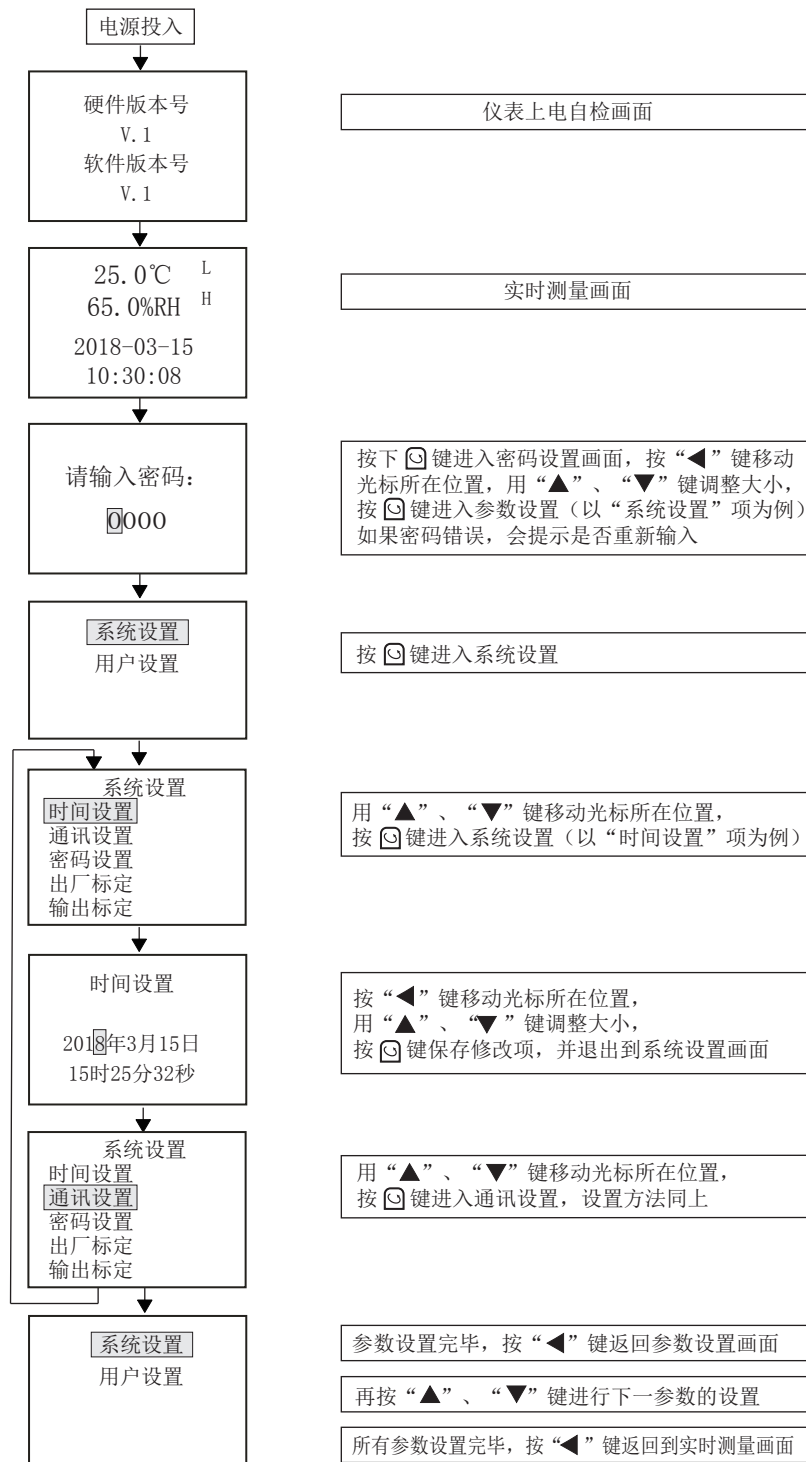 电源投入
硬件版本号
V.1
软件版本号
V.1
仪表上电自检画面
25.0℃ L
65.0%RH H
2018-03-15
10:30:08
实时测量画面
请输入密码:
0000
按下键进入密码设置画面，按“◀”键移动
光标所在位置，用“▲”、“▼”键调整大小，
按键进入参数设置（以“系统设置”项为例）
如果密码错误，会提示是否重新输入
系统设置
用户设置
按键进入系统设置
系统设置
时间设置
通讯设置
密码设置
出厂标定
输出标定
用“▲”、“▼”键移动光标所在位置，
按键进入系统设置（以“时间设置”项为例）
时间设置
2018年3月15日
15时25分32秒
按“◀”键移动光标所在位置，
用“▲”、“▼”键调整大小，
按键保存修改项，并退出到系统设置画面
系统设置
时间设置
通讯设置
密码设置
出厂标定
输出标定
用“▲”、“▼”键移动光标所在位置，
按键进入通讯设置，设置方法同上
系统设置
用户设置
参数设置完毕，按“◀”键返回参数设置画面
再按“▲”、“▼”键进行下一参数的设置
所有参数设置完毕，按“◀”键返回到实时测量画面